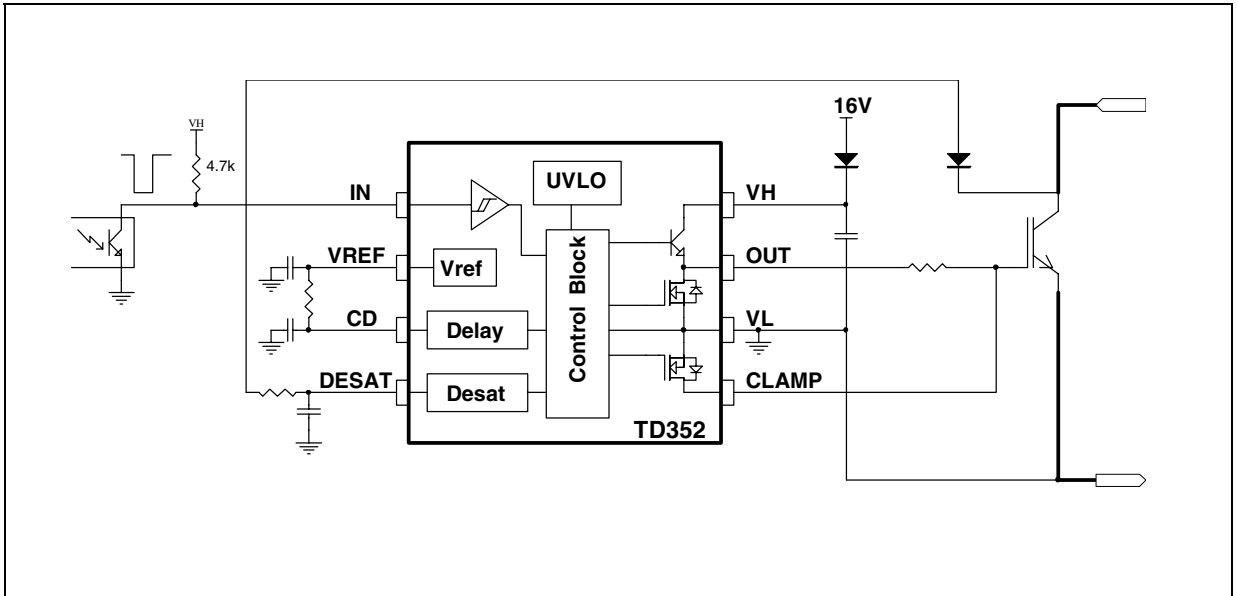 16V
VH
4.7k
IN
UVLO
VH
VREF
Vref
Control Block
OUT
CD
Delay
VL
DESAT
Desat
CLAMP
TD352